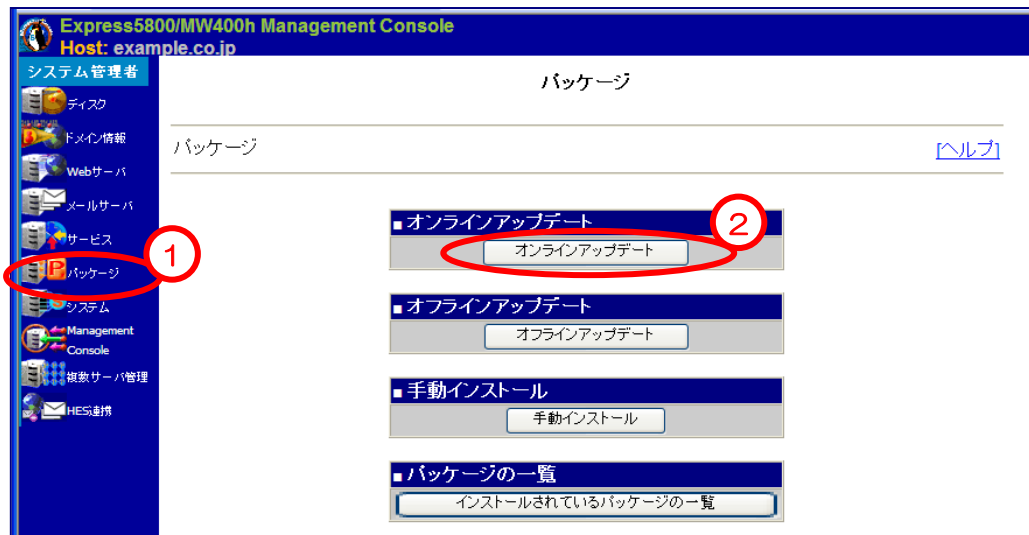 Express5800/MW400h Management Console
Host: example.co.jp
システム管理者
ディスク
ドメイン情報
Webサーバ
メールサーバ
サービス
パッケージ
システム
Management
Console
複数サーバ管理
HES連携
パッケージ
パッケージ
[ヘルプ]
1
2
■オンラインアップデート
オンラインアップデート
■オフラインアップデート
オフラインアップデート
■手動インストール
手動インストール
■パッケージの一覧
インストールされているパッケージの一覧